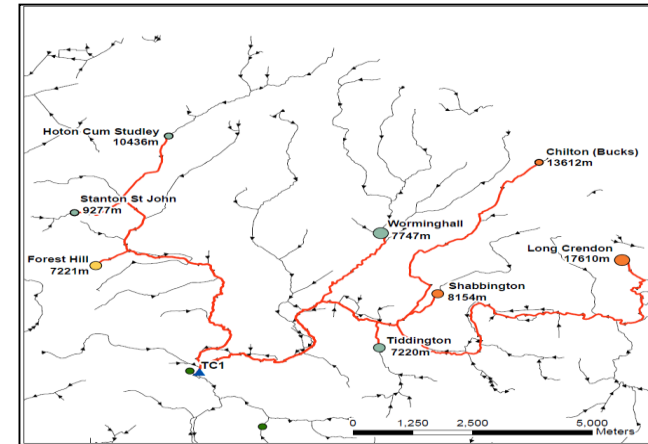 Hoton Cum Studley
10436m
Chilton (Bucks)
13612m
Stanton St John
9277m
Worminghall
7747m
Long Crendon
17610m
Forest Hill
7221m
Shabbington
8154m
Tiddington
7220m
TC1
0 1,250 2,500 5,000
Meters